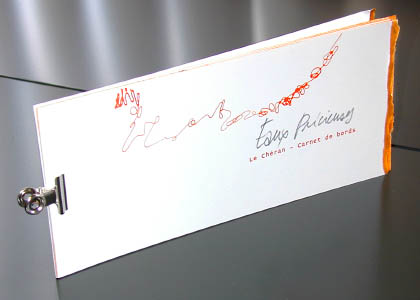 Eaux Précieuses
Le Chéran - Carnet de bords